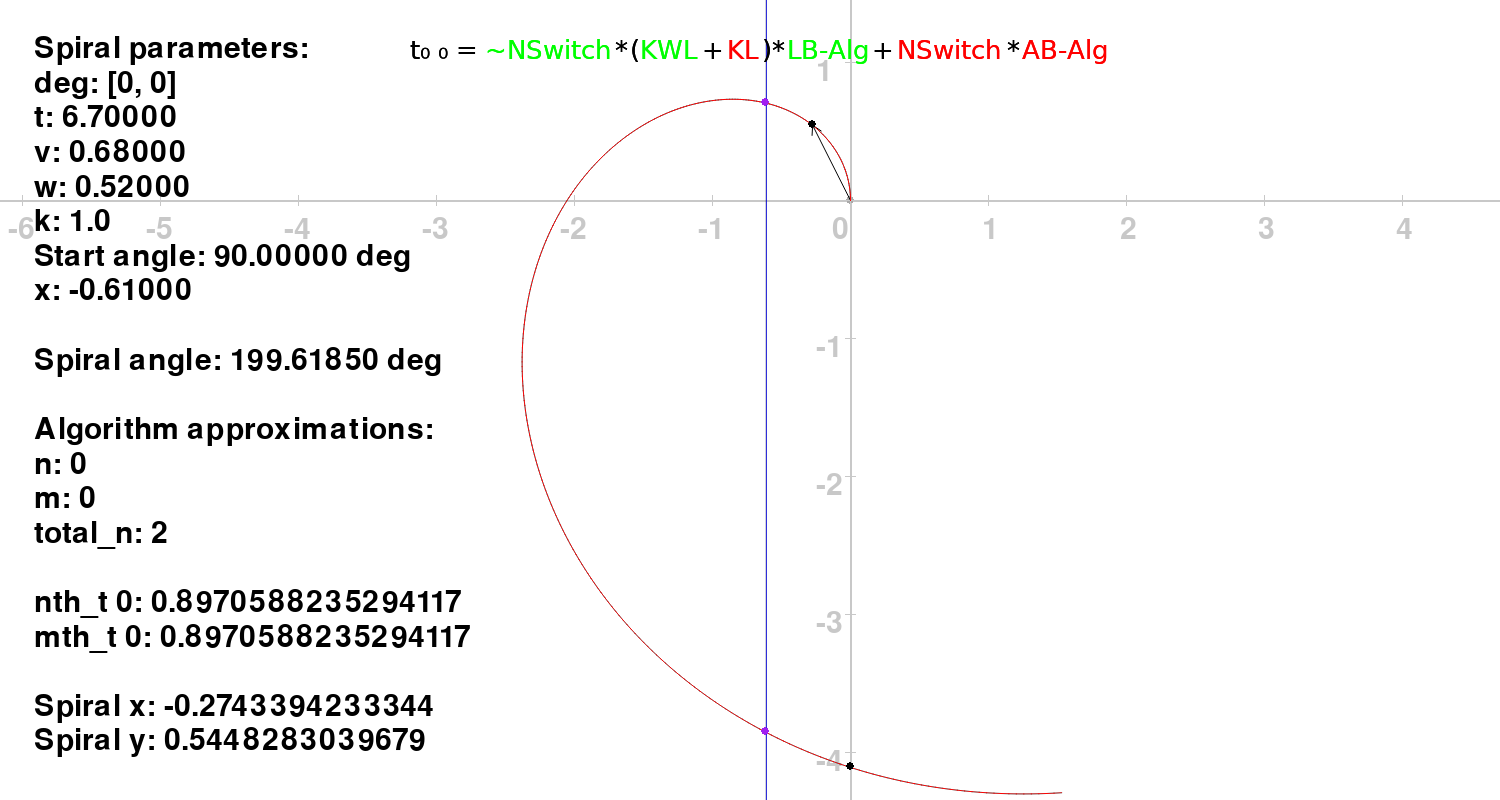 Spiral parameters:
t₀ ₀ = ~NSwitch*(KWL+KL)*LB-Alg+NSwitch*AB-Alg
deg: [0, 0]
1
t: 6.70000
v: 0.68000
w: 0.52000
k: 1.0
-6 -5 -4 -3 -2 -1 0 1 2 3 4
Start angle: 90.00000 deg
x: -0.61000
-1
Spiral angle: 199.61850 deg
Algorithm approximations:
n: 0
-2
m: 0
total_n: 2
nth_t 0: 0.8970588235294117
-3
mth_t 0: 0.8970588235294117
Spiral x: -0.2743394233344
Spiral y: 0.5448283039679
-4